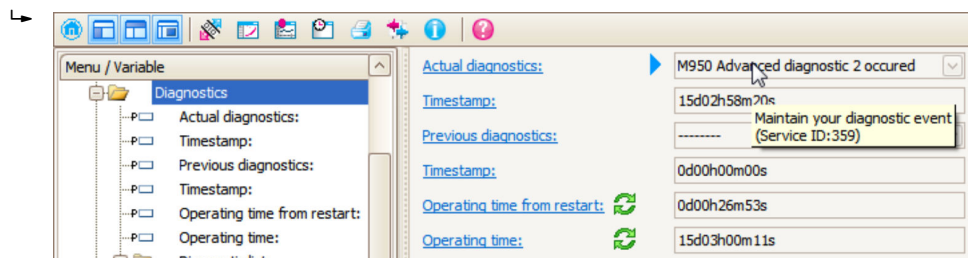 Menu / Variable
Diagnostics
Actual diagnostics:
Timestamp:
Previous diagnostics:
Timestamp:
Operating time from restart:
Operating time:
Actual diagnostics:
M950 Advanced diagnostic 2 occured
Timestamp:
15d02h58m20s
Maintain your diagnostic event
(Service ID:359)
Previous diagnostics:
--------
Timestamp:
0d00h00m00s
Operating time from restart:
0d00h26m53s
Operating time:
15d03h00m11s